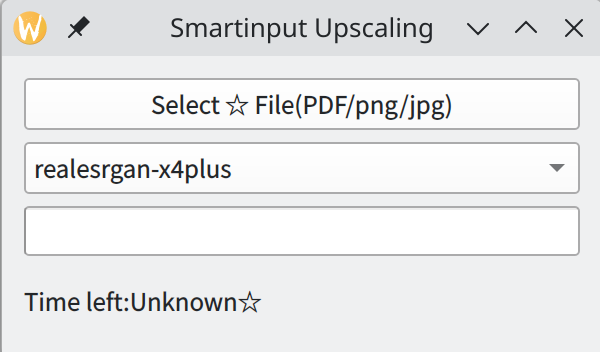 Smartinput Upscaling
Select ☆ File(PDF/png/jpg)
realesrgan-x4plus
Time left:Unknown☆